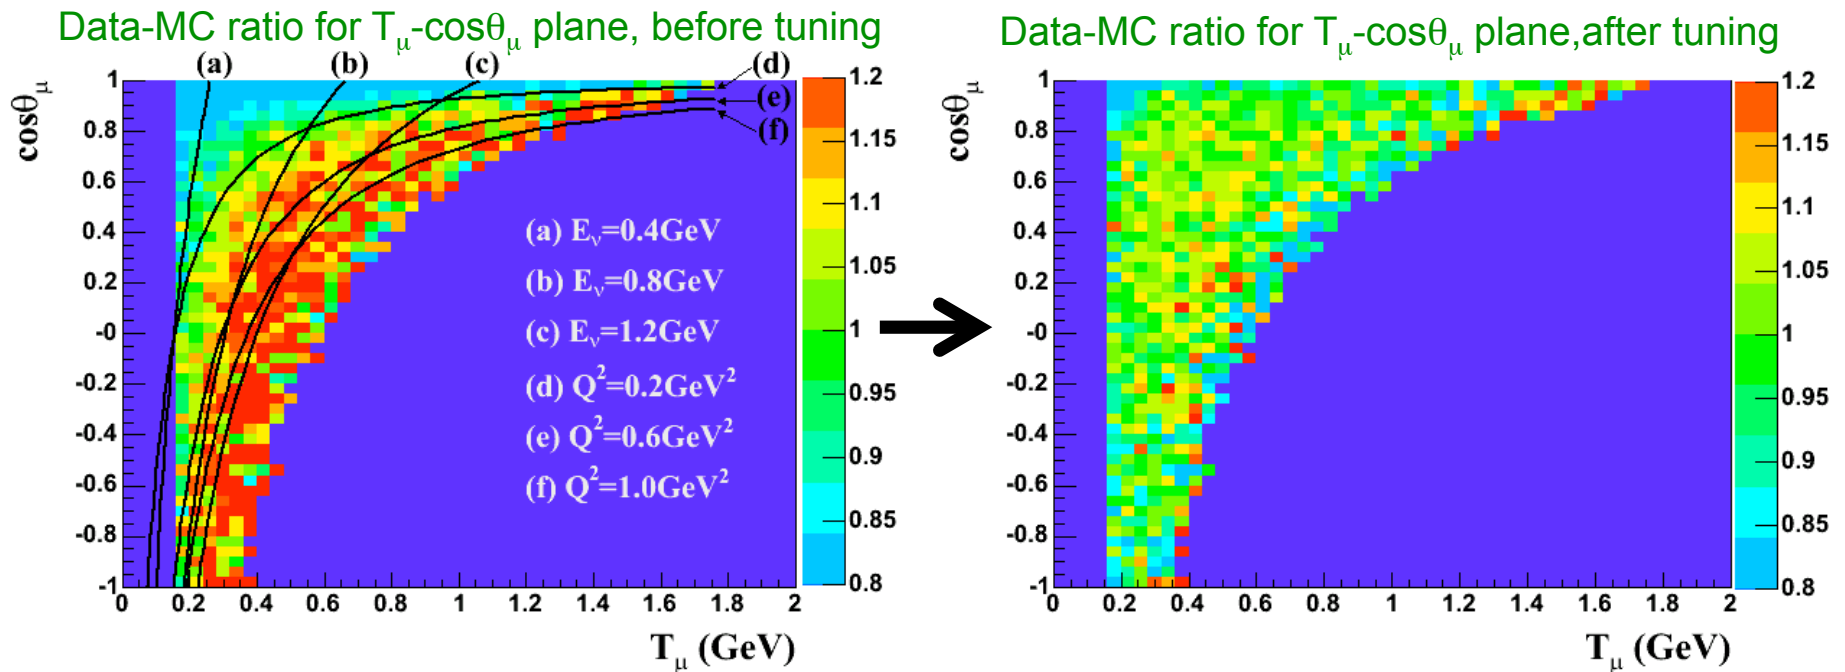 Data-MC ratio for Tμ-cosθμ plane, before tuning
(a) (b) (c) (d)
(e)
(f)
cosθμ
1
0.8
0.6
0.4
0.2
-0
-0.2
-0.4
-0.6
-0.8
-1
0 0.2 0.4 0.6 0.8 1 1.2 1.4 1.6 1.8 2
Tμ (GeV)
(a) Eν=0.4GeV
(b) Eν=0.8GeV
(c) Eν=1.2GeV
(d) Q²=0.2GeV²
(e) Q²=0.6GeV²
(f) Q²=1.0GeV²
1.2
1.15
1.1
1.05
1
0.95
0.9
0.85
0.8
Data-MC ratio for Tμ-cosθμ plane,after tuning
cosθμ
1
0.8
0.6
0.4
0.2
-0
-0.2
-0.4
-0.6
-0.8
-1
0 0.2 0.4 0.6 0.8 1 1.2 1.4 1.6 1.8 2
Tμ (GeV)
1.2
1.15
1.1
1.05
1
0.95
0.9
0.85
0.8